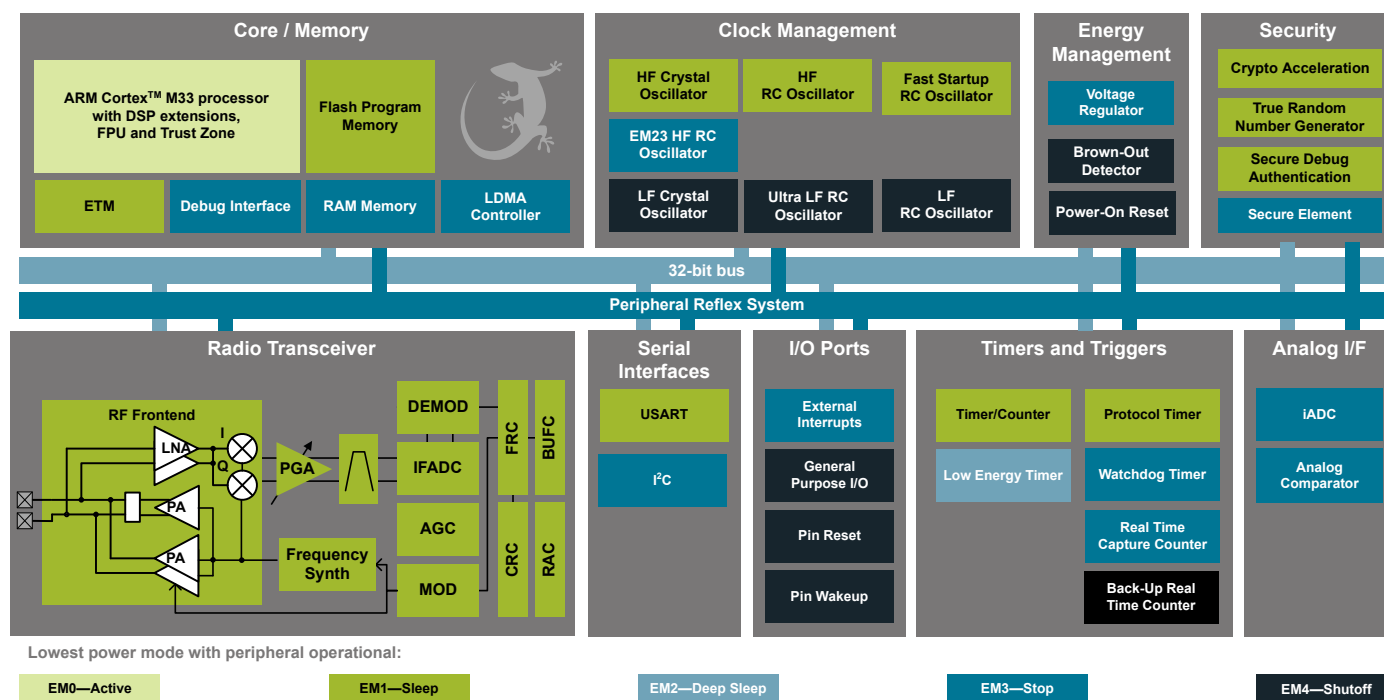 Core / Memory
ARM Cortex™ M33 processor
with DSP extensions,
FPU and Trust Zone
Flash Program
Memory
ETM
Debug Interface
RAM Memory
LDMA
Controller
Clock Management
HF Crystal
Oscillator
HF
RC Oscillator
Fast Startup
RC Oscillator
EM23 HF RC
Oscillator
LF Crystal
Oscillator
Ultra LF RC
Oscillator
LF
RC Oscillator
Energy
Management
Voltage
Regulator
Brown-Out
Detector
Power-On Reset
Security
Crypto Acceleration
True Random
Number Generator
Secure Debug
Authentication
Secure Element
32-bit bus
Peripheral Reflex System
Radio Transceiver
RF Frontend
LNA
I
Q
PA
PA
PGA
Frequency
Synth
DEMOD
IFADC
AGC
MOD
FRC
BUFC
CRC
RAC
Serial
Interfaces
USART
I²C
I/O Ports
External
Interrupts
General
Purpose I/O
Pin Reset
Pin Wakeup
Timers and Triggers
Timer/Counter
Protocol Timer
Low Energy Timer
Watchdog Timer
Real Time
Capture Counter
Back-Up Real
Time Counter
Analog I/F
iADC
Analog
Comparator
Lowest power mode with peripheral operational:
EM0—Active
EM1—Sleep
EM2—Deep Sleep
EM3—Stop
EM4—Shutoff